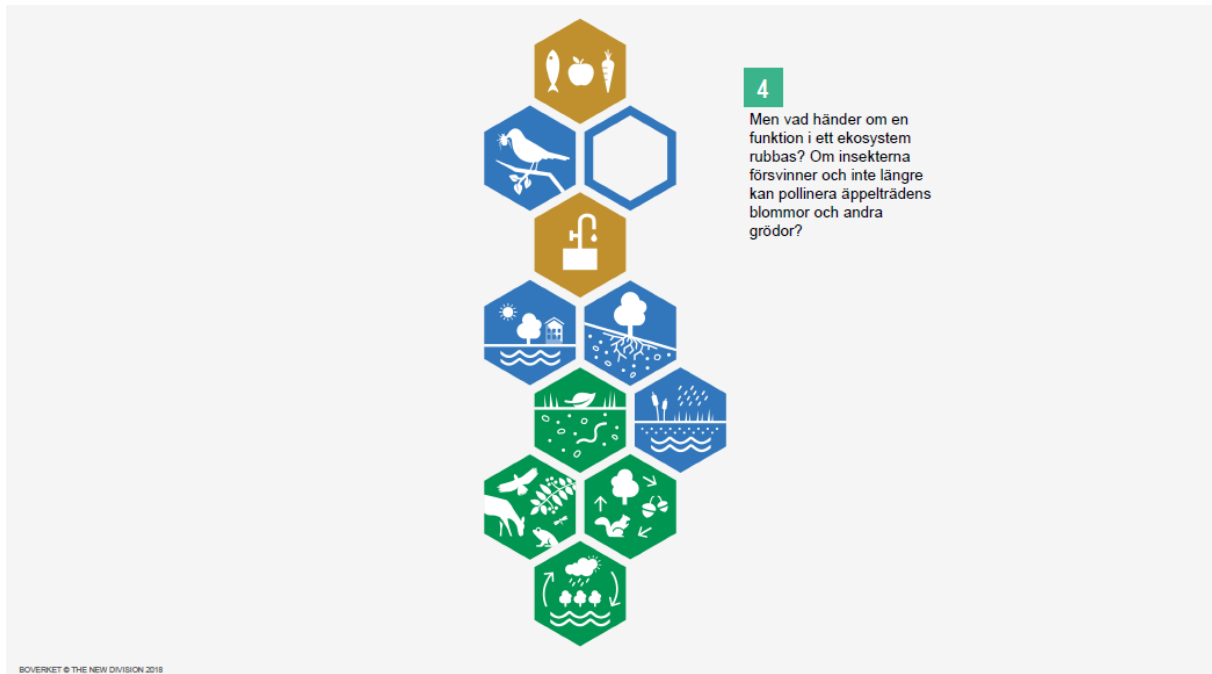 4
Men vad händer om en
funktion i ett ekosystem
rubbas? Om insekterna
försvinner och inte längre
kan pollinera äppelträdens
blommor och andra
grödor?
BOVERKET © THE NEW DIVISION 2018